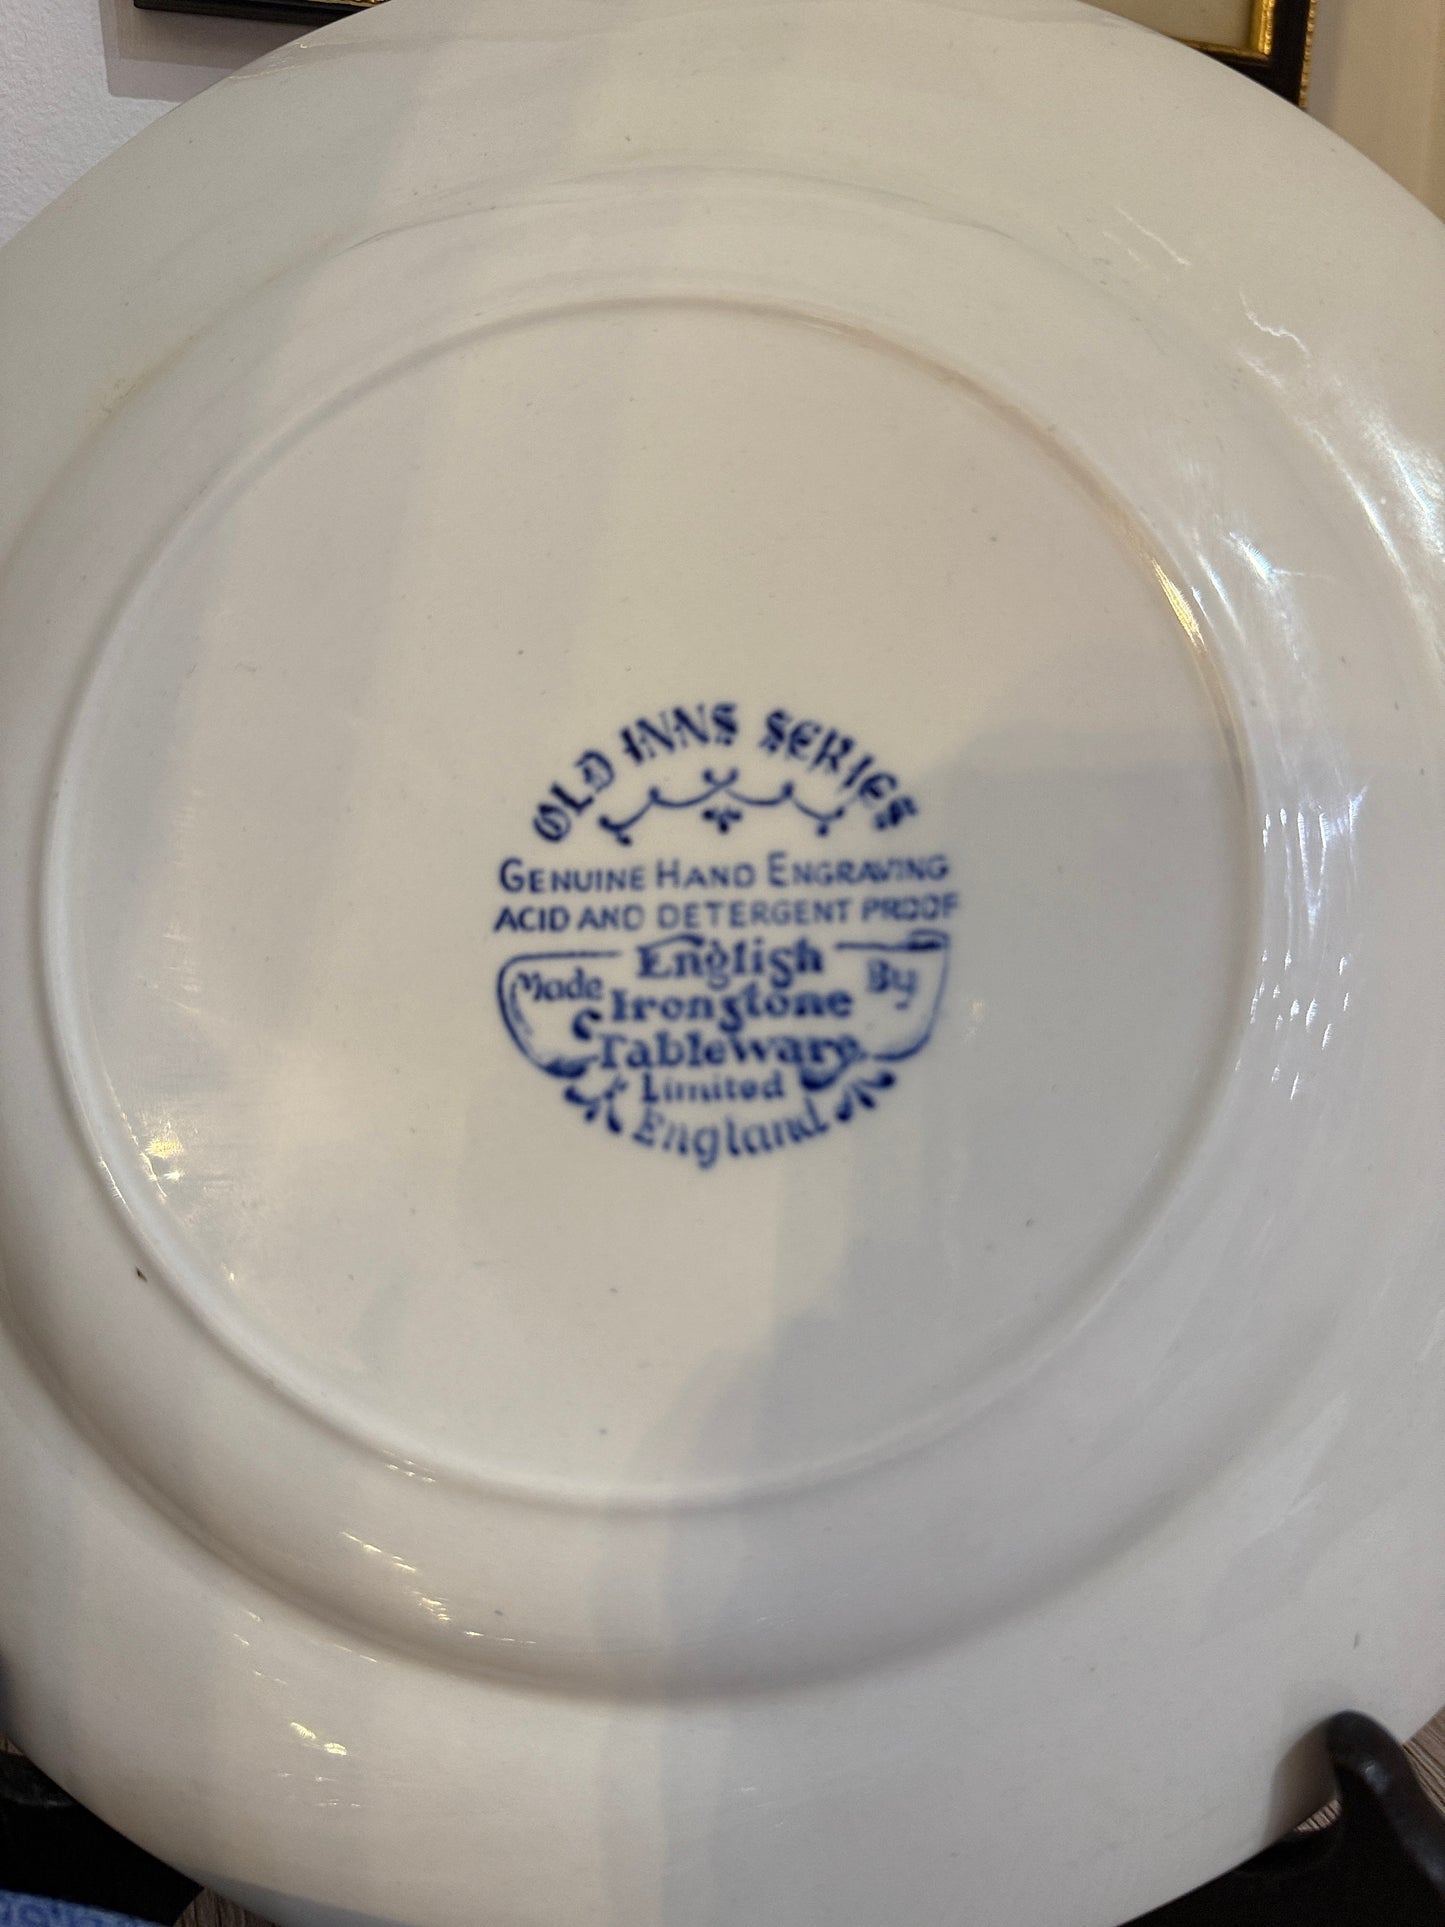 OLD INNS SERIES
GENUINE HAND ENGRAVING
ACID AND DETERGENT PROOF
Made English By
Ironstone
Tableware
Limited
England